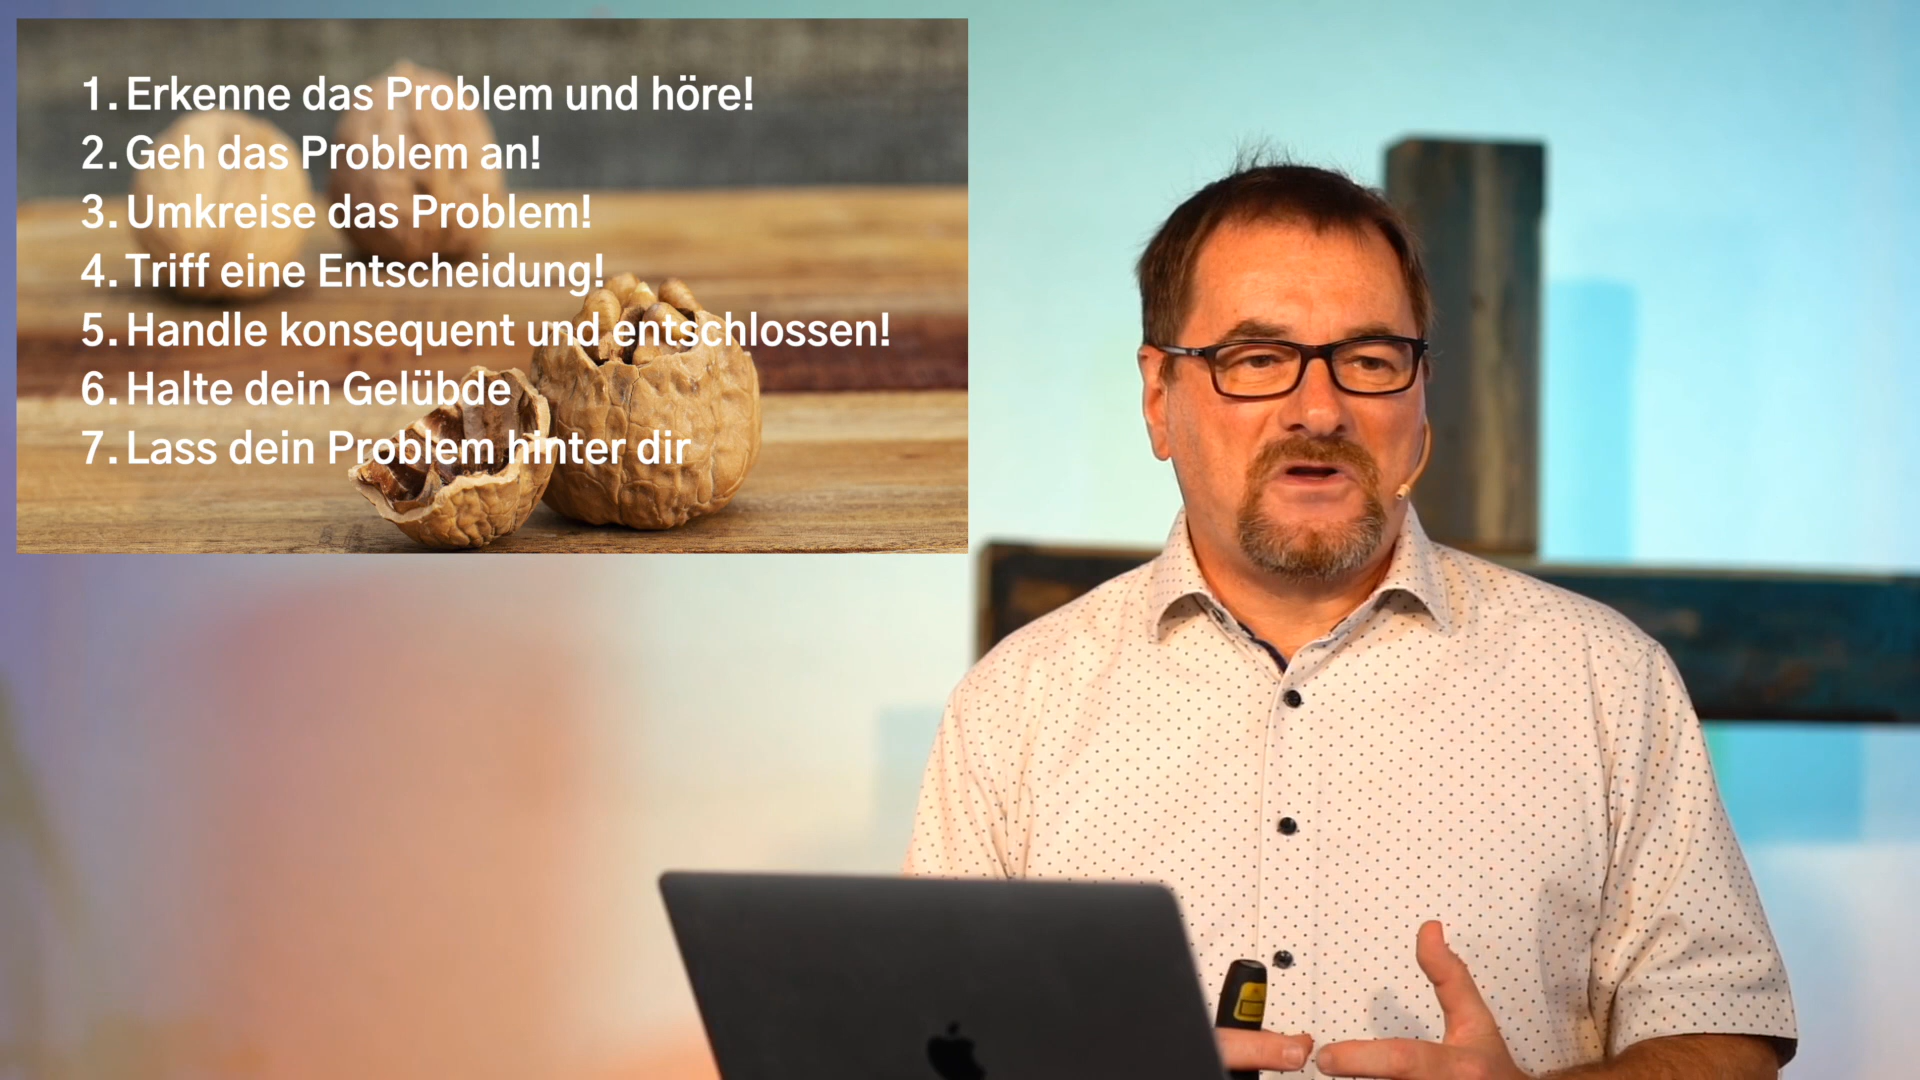 1. Erkenne das Problem und höre!
2. Geh das Problem an!
3. Umkreise das Problem!
4. Triff eine Entscheidung!
5. Handle konsequent und entschlossen!
6. Halte dein Gelübde
7. Lass dein Problem hinter dir